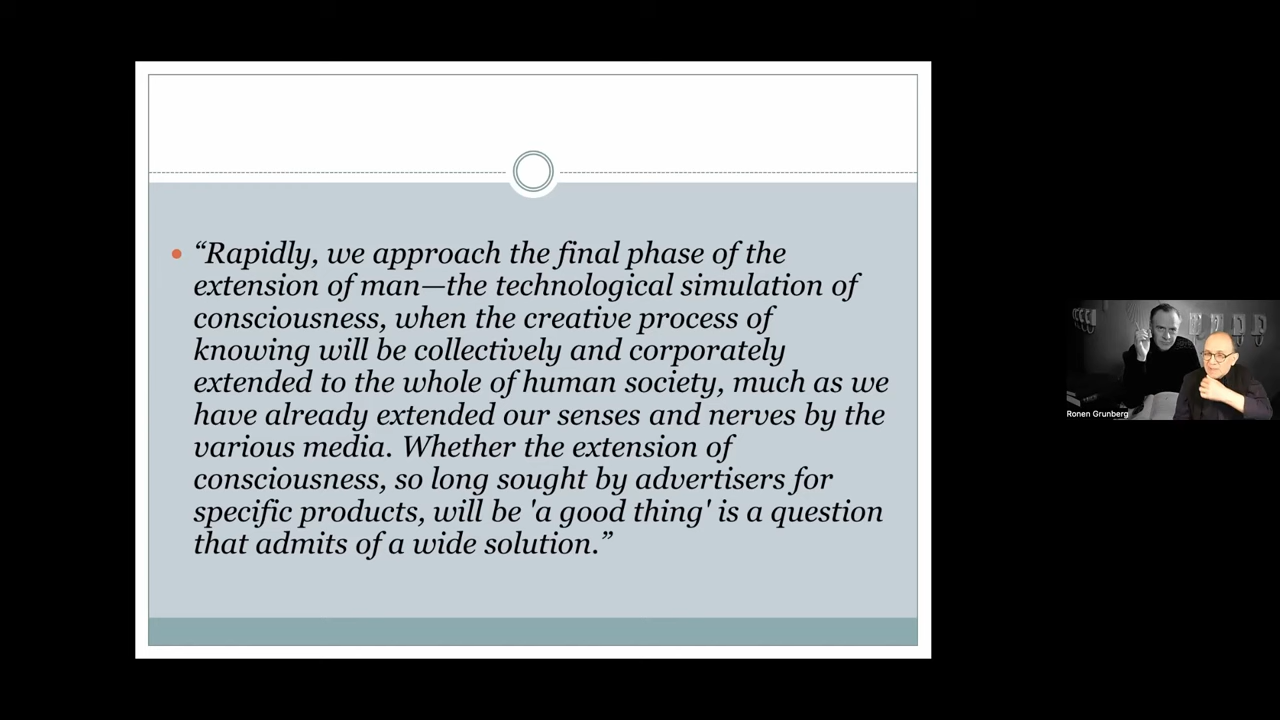 “Rapidly, we approach the final phase of the
extension of man—the technological simulation of
consciousness, when the creative process of
knowing will be collectively and corporately
extended to the whole of human society, much as we
have already extended our senses and nerves by the
various media. Whether the extension of
consciousness, so long sought by advertisers for
specific products, will be 'a good thing' is a question
that admits of a wide solution.”
Ronen Grunberg